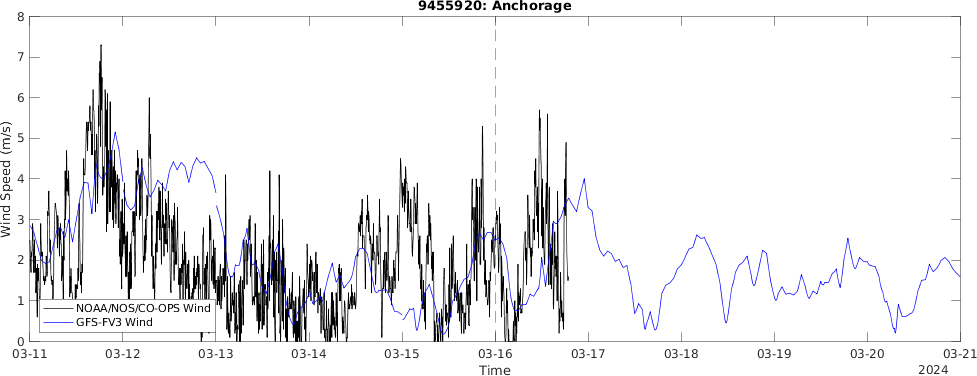 9455920: Anchorage
Wind Speed (m/s)
8
7
6
5
4
3
2
1
0
NOAA/NOS/CO-OPS Wind
GFS-FV3 Wind
03-11 03-12 03-13 03-14 03-15 03-16 03-17 03-18 03-19 03-20 03-21
Time
2024